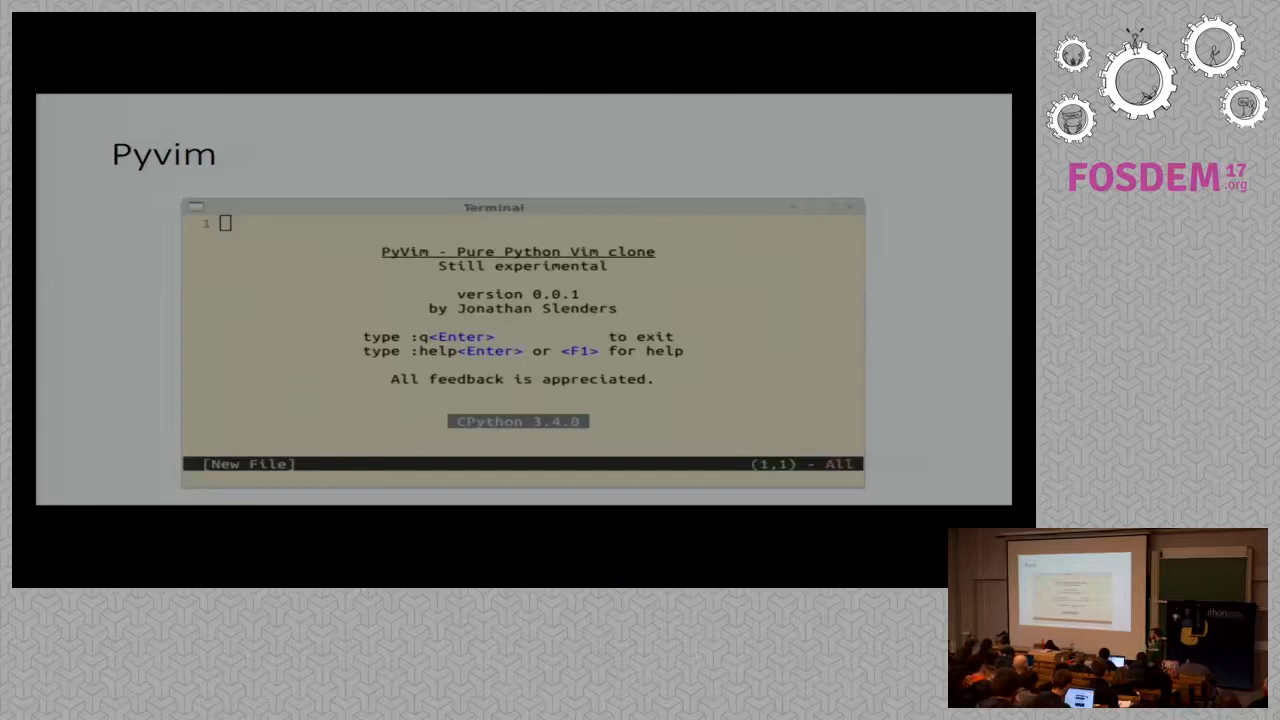 Pyvim
Terminal
1
PyVim - Pure Python Vim clone
Still experimental
version 0.0.1
by Jonathan Slenders
type :q<Enter> to exit
type :help<Enter> or <F1> for help
All feedback is appreciated.
CPython 3.4.0
[New File] (1,1) - All
FOSDEM 17
.org